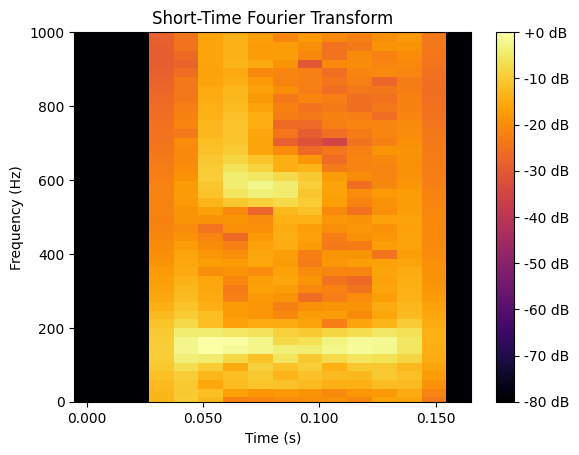 Short-Time Fourier Transform
1000
800
600
400
200
0
Frequency (Hz)
0.000
0.050
0.100
0.150
Time (s)
+0 dB
-10 dB
-20 dB
-30 dB
-40 dB
-50 dB
-60 dB
-70 dB
-80 dB